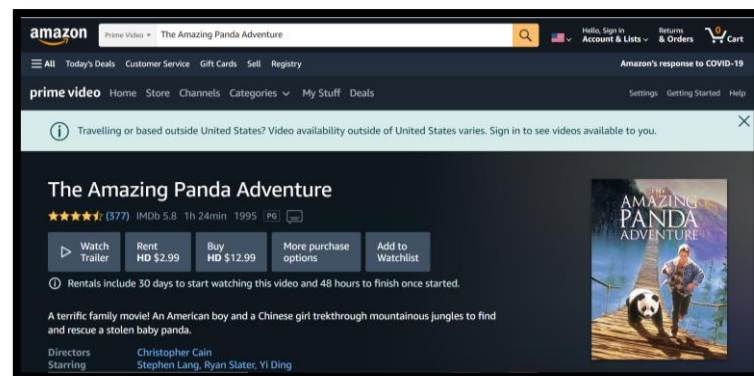 amazon
Prime Video
The Amazing Panda Adventure
Hello, Sign in
Account & Lists
Returns
& Orders
0
Cart
All Today's Deals Customer Service Gift Cards Sell Registry
Amazon's response to COVID-19
prime video Home Store Channels Categories My Stuff Deals
Settings Getting Started Help
Travelling or based outside United States? Video availability outside of United States varies. Sign in to see videos available to you.
The Amazing Panda Adventure
(377) IMDb 5.8 1h 24min 1995 PG
Watch
Trailer
Rent
HD $2.99
Buy
HD $12.99
More purchase
options
Add to
Watchlist
Rentals include 30 days to start watching this video and 48 hours to finish once started.
A terrific family movie! An American boy and a Chinese girl trekthrough mountainous jungles to find
and rescue a stolen baby panda.
Directors Christopher Cain
Starring Stephen Lang, Ryan Slater, Yi Ding
THE
AMAZING
PANDA
ADVENTURE